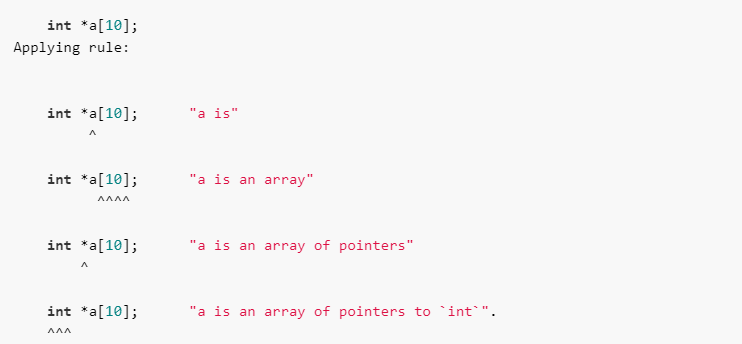 int *a[10];
Applying rule:
int *a[10];      "a is"
^
int *a[10];      "a is an array"
^^^^
int *a[10];      "a is an array of pointers"
^
int *a[10];      "a is an array of pointers to `int`".
^^^